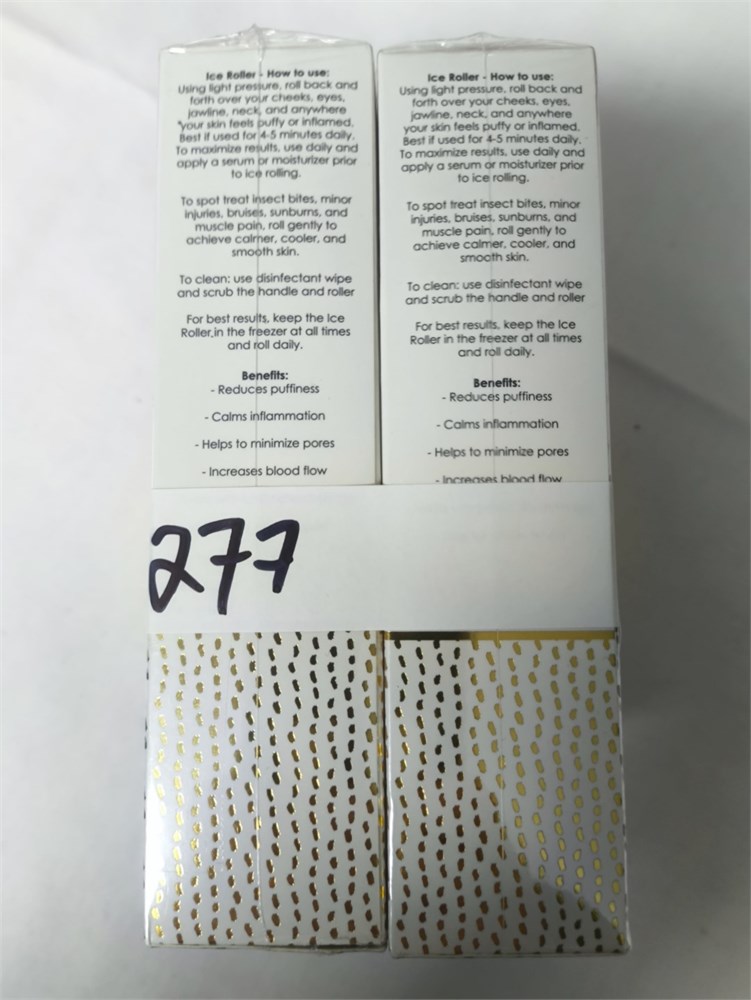 Ice Roller - How to use:
Using light pressure, roll back and
forth over your cheeks, eyes,
jawline, neck, and anywhere
your skin feels puffy or inflamed.
Best if used for 4-5 minutes daily.
To maximize results, use daily and
apply a serum or moisturizer prior
to ice rolling.
To spot treat insect bites, minor
injuries, bruises, sunburns, and
muscle pain, roll gently to
achieve calmer, cooler, and
smooth skin.
To clean: use disinfectant wipe
and scrub the handle and roller
For best results, keep the Ice
Roller in the freezer at all times
and roll daily.
Benefits:
- Reduces puffiness
- Calms inflammation
- Helps to minimize pores
- Increases blood flow
Ice Roller - How to use:
Using light pressure, roll back and
forth over your cheeks, eyes,
jawline, neck, and anywhere
your skin feels puffy or inflamed.
Best if used for 4-5 minutes daily.
To maximize results, use daily and
apply a serum or moisturizer prior
to ice rolling.
To spot treat insect bites, minor
injuries, bruises, sunburns, and
muscle pain, roll gently to
achieve calmer, cooler, and
smooth skin.
To clean: use disinfectant wipe
and scrub the handle and roller
For best results, keep the Ice
Roller in the freezer at all times
and roll daily.
Benefits:
- Reduces puffiness
- Calms inflammation
- Helps to minimize pores
- Increases blood flow
277